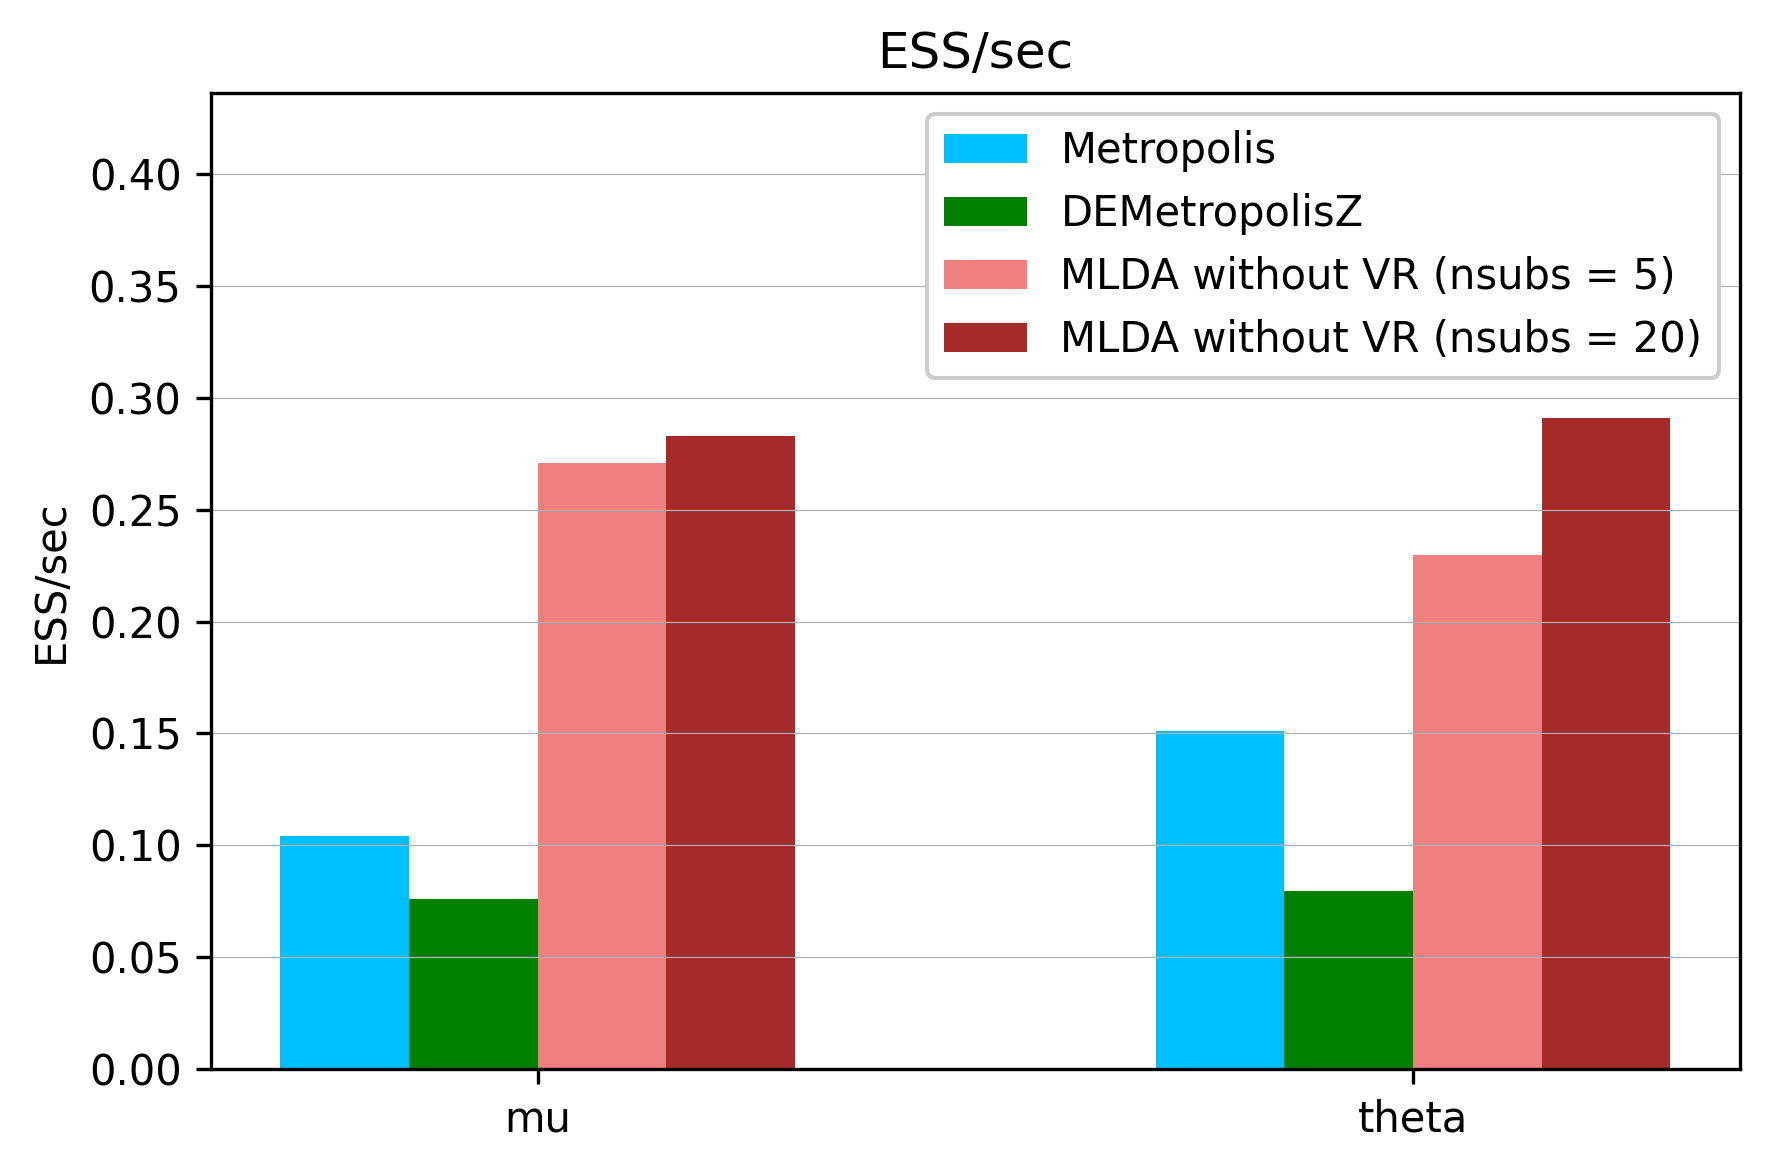 ESS/sec
Metropolis
DEMetropolisZ
MLDA without VR (nsubs = 5)
MLDA without VR (nsubs = 20)
0.40
0.35
0.30
0.25
0.20
0.15
0.10
0.05
0.00
ESS/sec
mu
theta